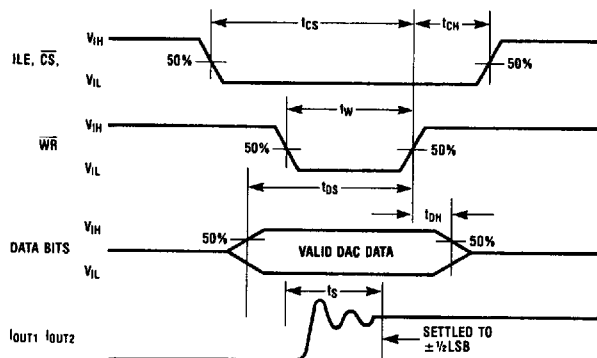 tCS
tCH
VIH
ILE, CS,
50%
50%
VIL
tW
VIH
WR
50%
50%
VIL
tDS
tDH
VIH
DATA BITS
50%
VALID DAC DATA
50%
VIL
tS
IOUT1 IOUT2
SETTLED TO
±½LSB